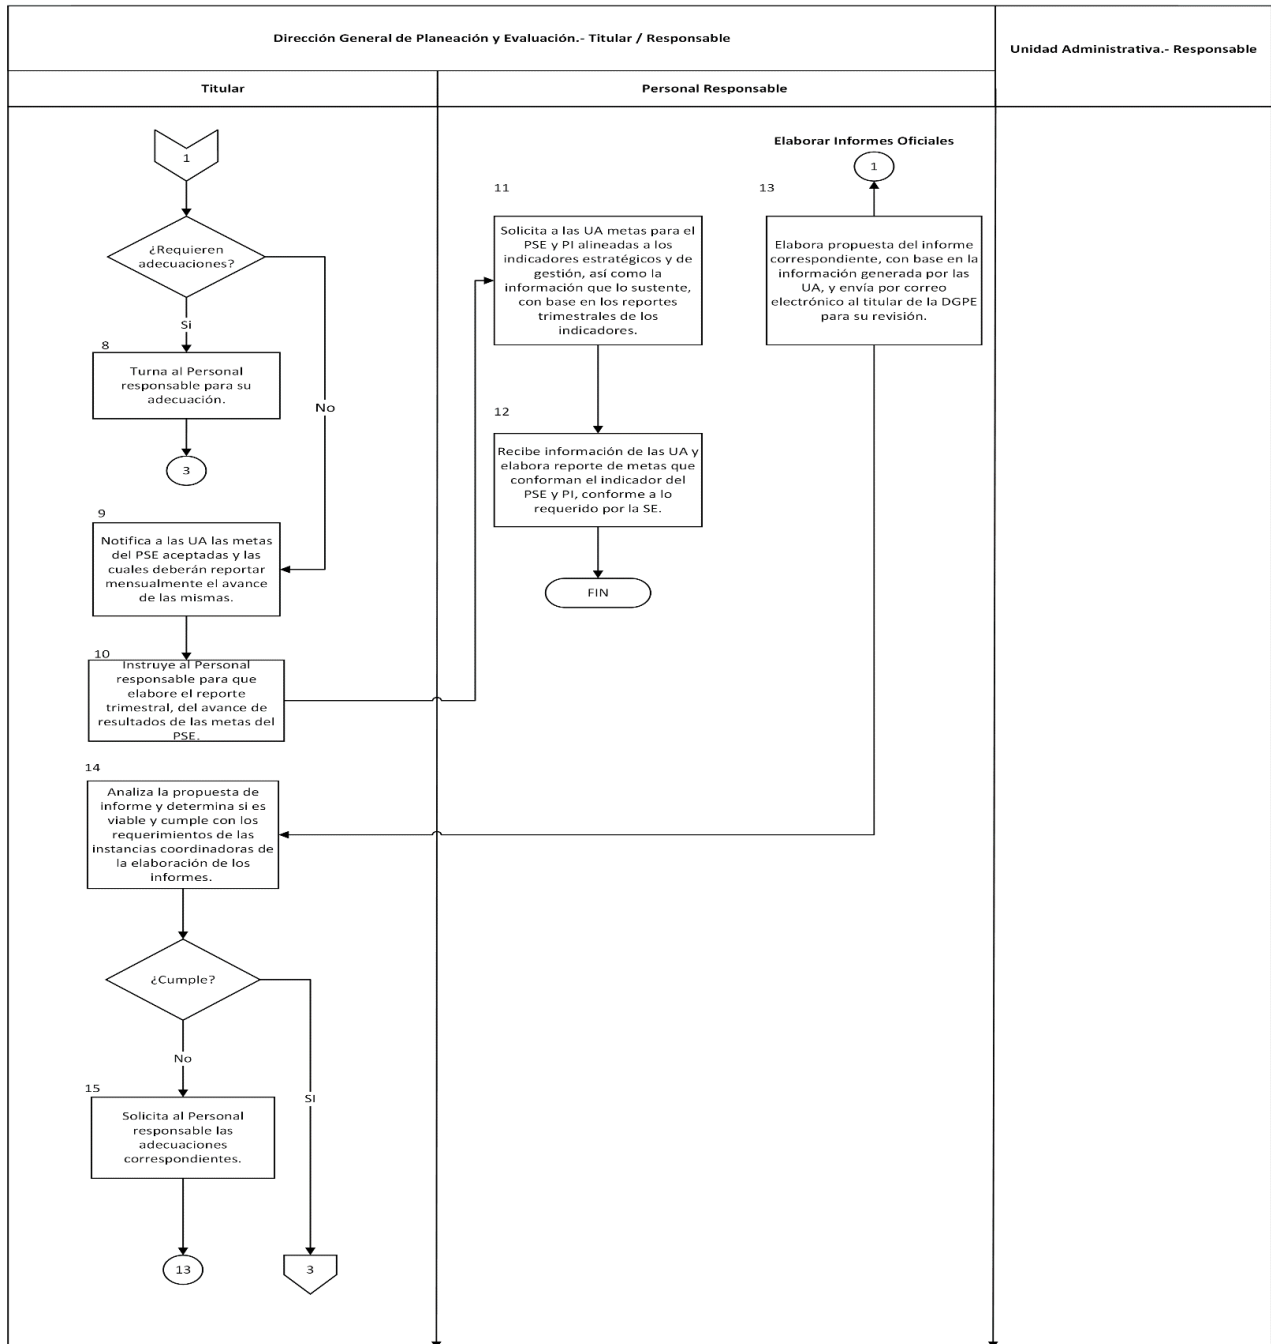 Dirección General de Planeación y Evaluación.- Titular / Responsable
Unidad Administrativa.- Responsable
Titular
Personal Responsable
1
¿Requieren
adecuaciones?
Si
No
8
Turna al Personal
responsable para su
adecuación.
3
9
Notifica a las UA las metas
del PSE aceptadas y las
cuales deberán reportar
mensualmente el avance
de las mismas.
10
Instruye al Personal
responsable para que
elabore el reporte
trimestral, del avance de
resultados de las metas del
PSE.
11
Solicita a las UA metas para el
PSE y PI alineadas a los
indicadores estratégicos y de
gestión, así como la
información que lo sustente,
con base en los reportes
trimestrales de los
indicadores.
12
Recibe información de las UA y
elabora reporte de metas que
conforman el indicador del
PSE y PI, conforme a lo
requerido por la SE.
FIN
Elaborar Informes Oficiales
1
13
Elabora propuesta del informe
correspondiente, con base en la
información generada por las
UA, y envía por correo
electrónico al titular de la DGPE
para su revisión.
14
Analiza la propuesta de
informe y determina si es
viable y cumple con los
requerimientos de las
instancias coordinadoras de
la elaboración de los
informes.
¿Cumple?
No
SI
15
Solicita al Personal
responsable las
adecuaciones
correspondientes.
13
3